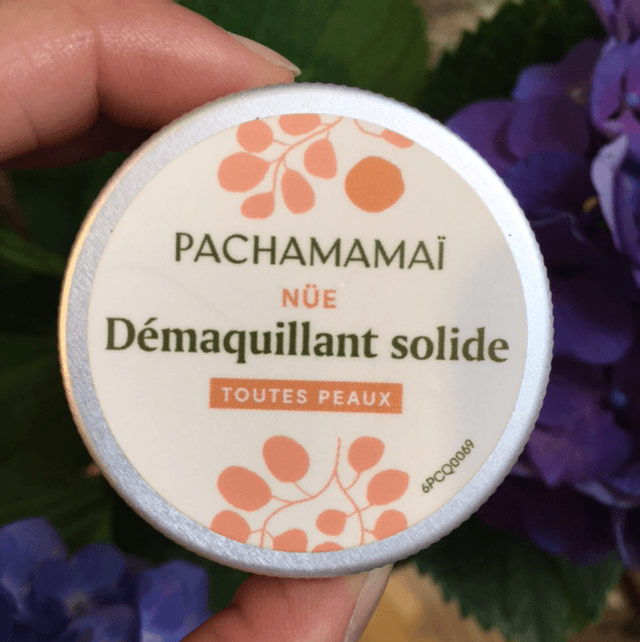 PACHAMAMAÏ
NÜE
Démaquillant solide
TOUTES PEAUX
6PCQ0069